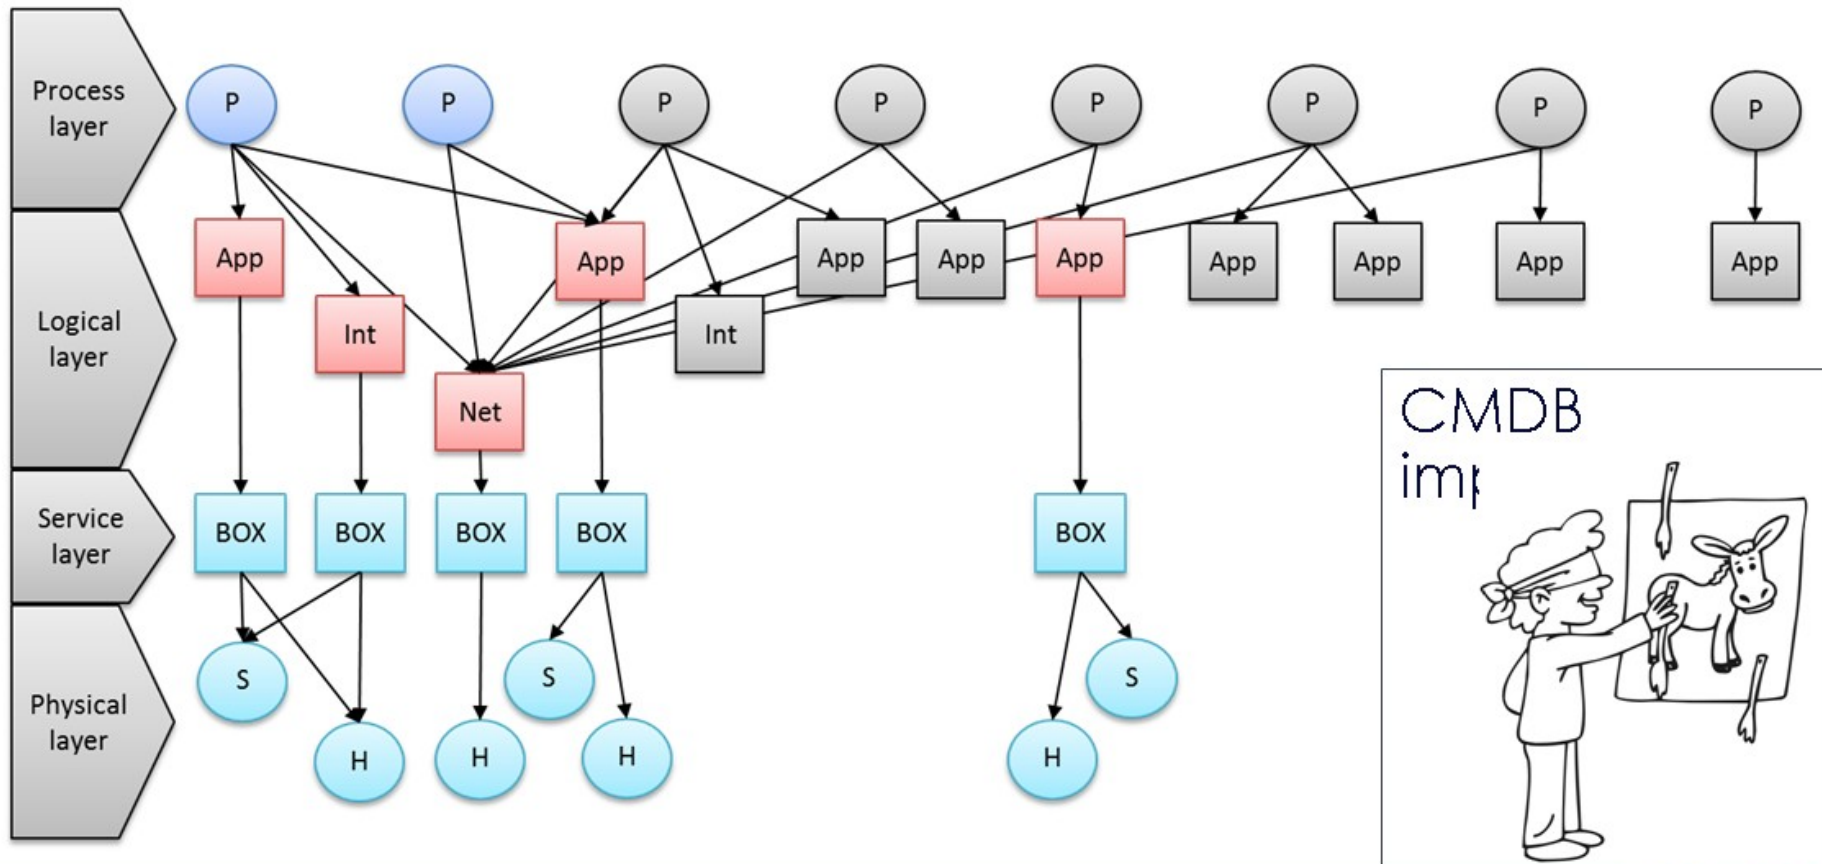 Process
layer
P P P P P P P P
Logical
layer
App App App App App App App App App
Int Int
Net
Service
layer
BOX BOX BOX BOX BOX
Physical
layer
S S S
H H H H
CMDB